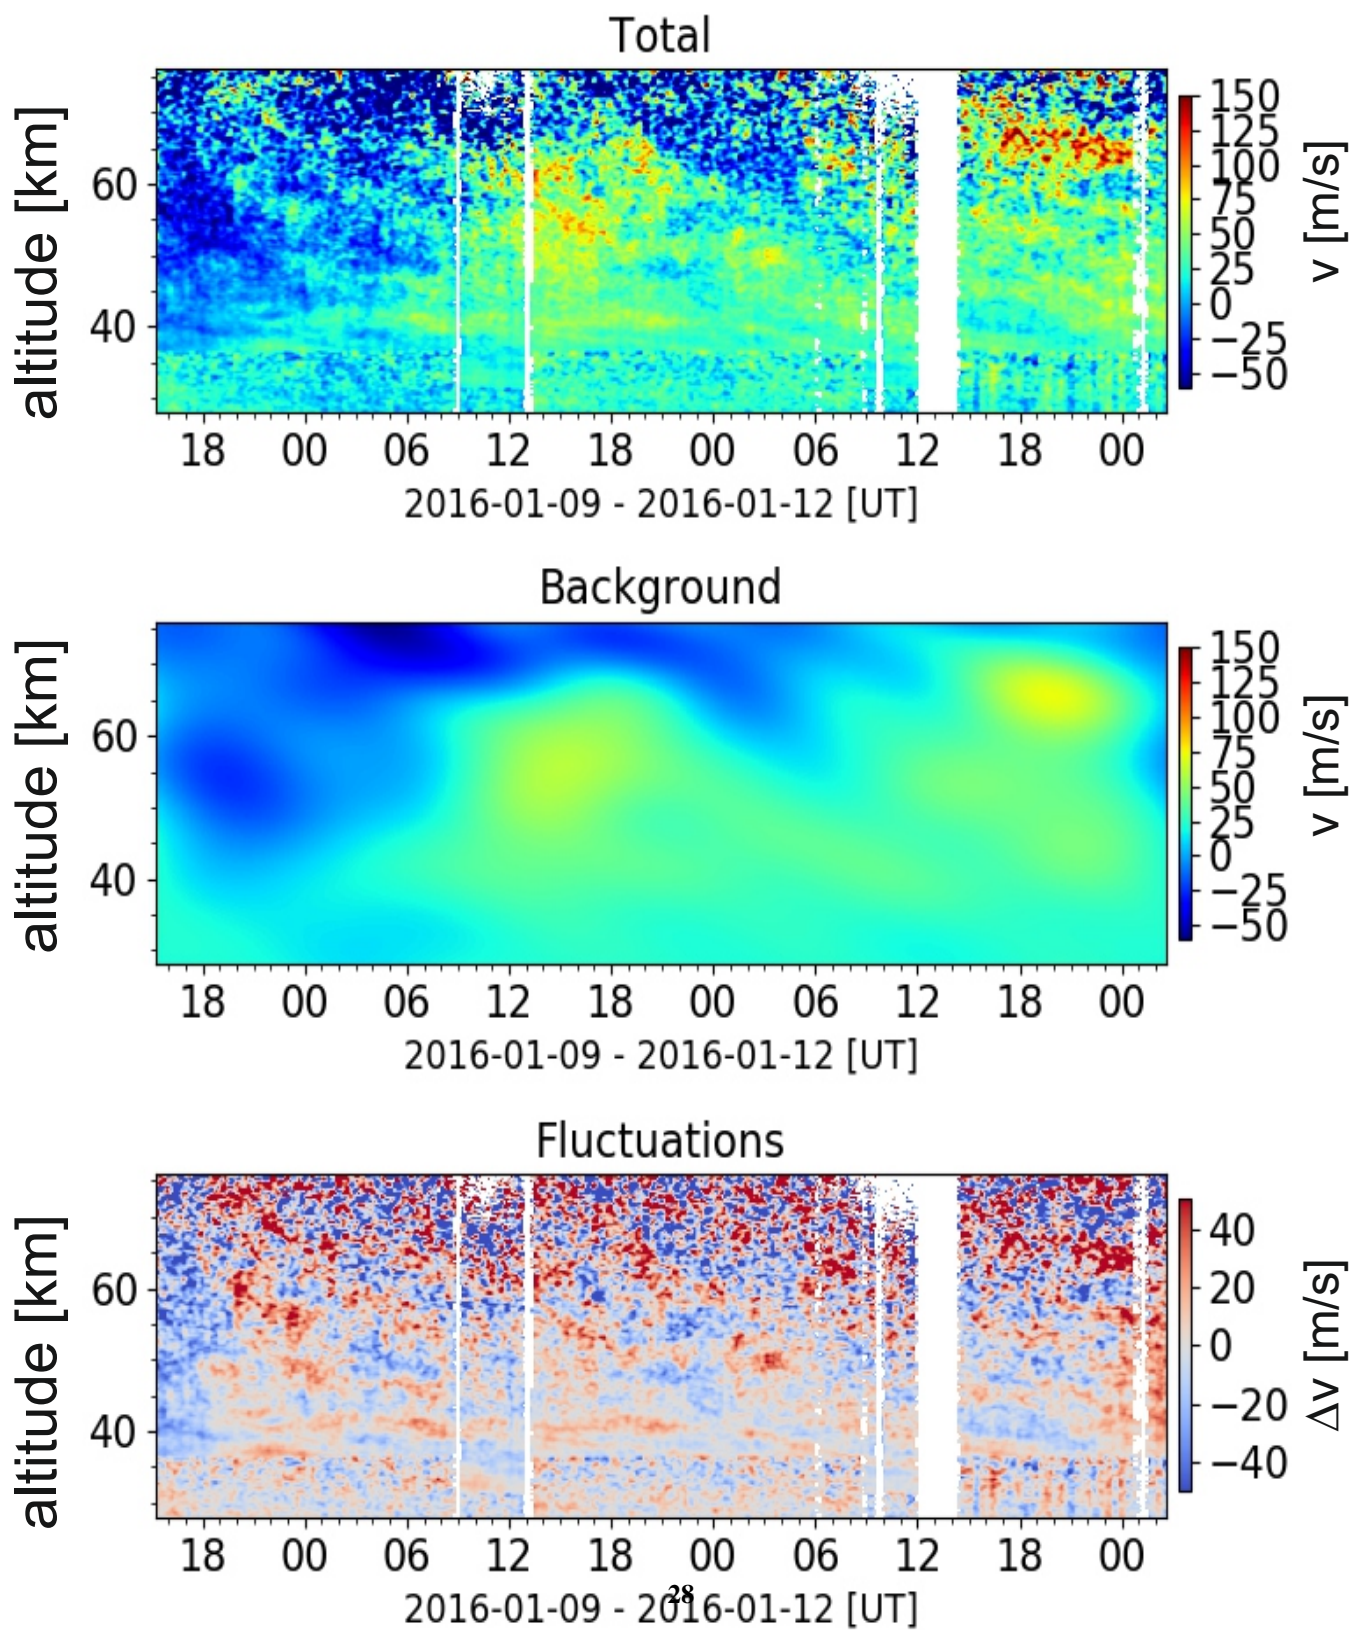 Total
altitude [km]
60
40
150
125
100
75
50
25
0
−25
−50
v [m/s]
18 00 06 12 18 00 06 12 18 00
2016-01-09 - 2016-01-12 [UT]
Background
altitude [km]
60
40
150
125
100
75
50
25
0
−25
−50
v [m/s]
18 00 06 12 18 00 06 12 18 00
2016-01-09 - 2016-01-12 [UT]
Fluctuations
altitude [km]
60
40
40
20
0
−20
−40
Δv [m/s]
18 00 06 12 18 00 06 12 18 00
28
2016-01-09 - 2016-01-12 [UT]